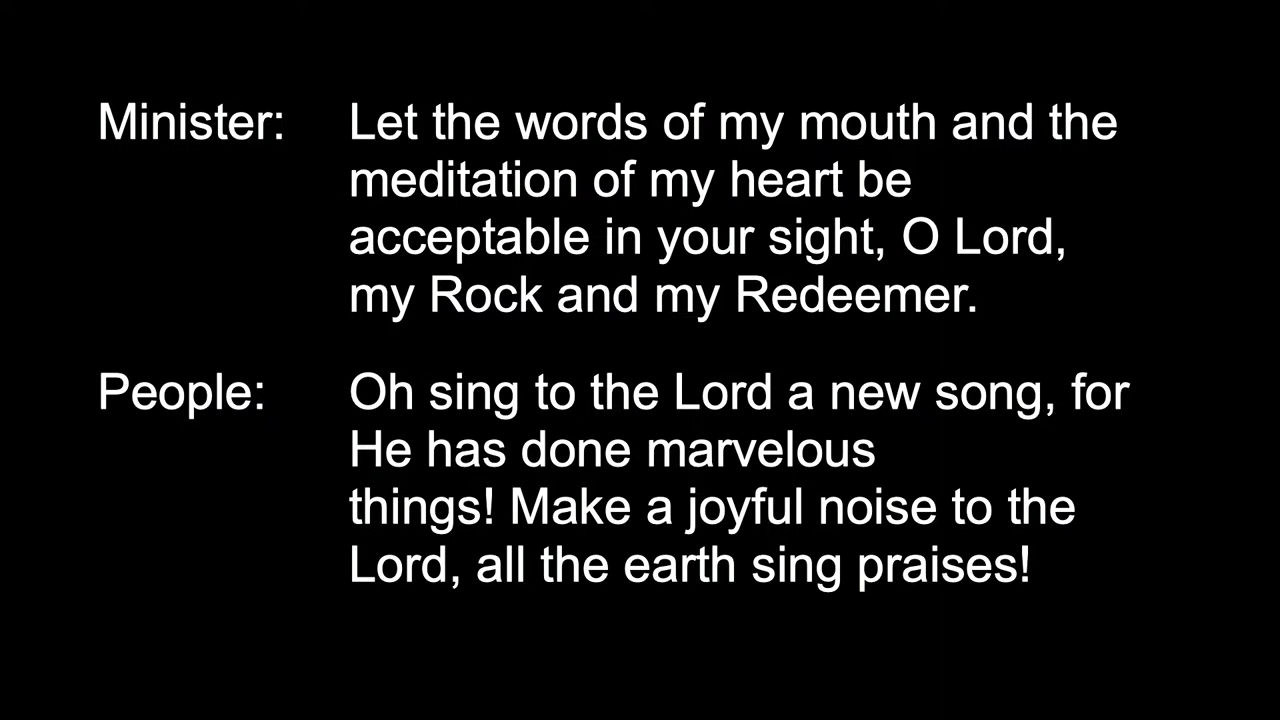 Minister: Let the words of my mouth and the
meditation of my heart be
acceptable in your sight, O Lord,
my Rock and my Redeemer.
People: Oh sing to the Lord a new song, for
He has done marvelous
things! Make a joyful noise to the
Lord, all the earth sing praises!